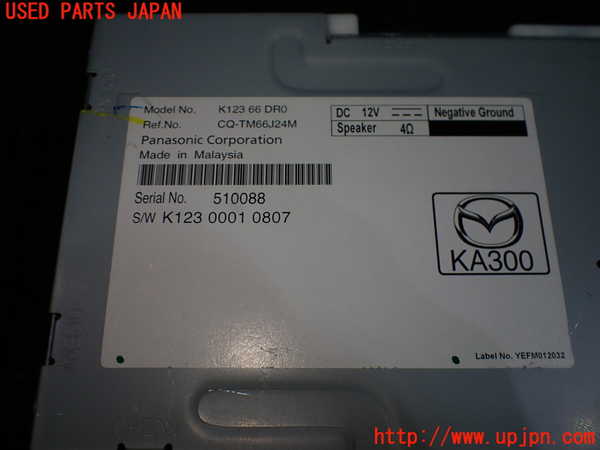 USED PARTS JAPAN
Model No. K123 66 DR0
Ref.No. CQ-TM66J24M
Panasonic Corporation
Made in Malaysia
DC 12V Negative Ground
Speaker 4Ω
Serial No. 510088
S/W K123 0001 0807
KA300
Label No. YEFM012032
http://www.upjpn.com/